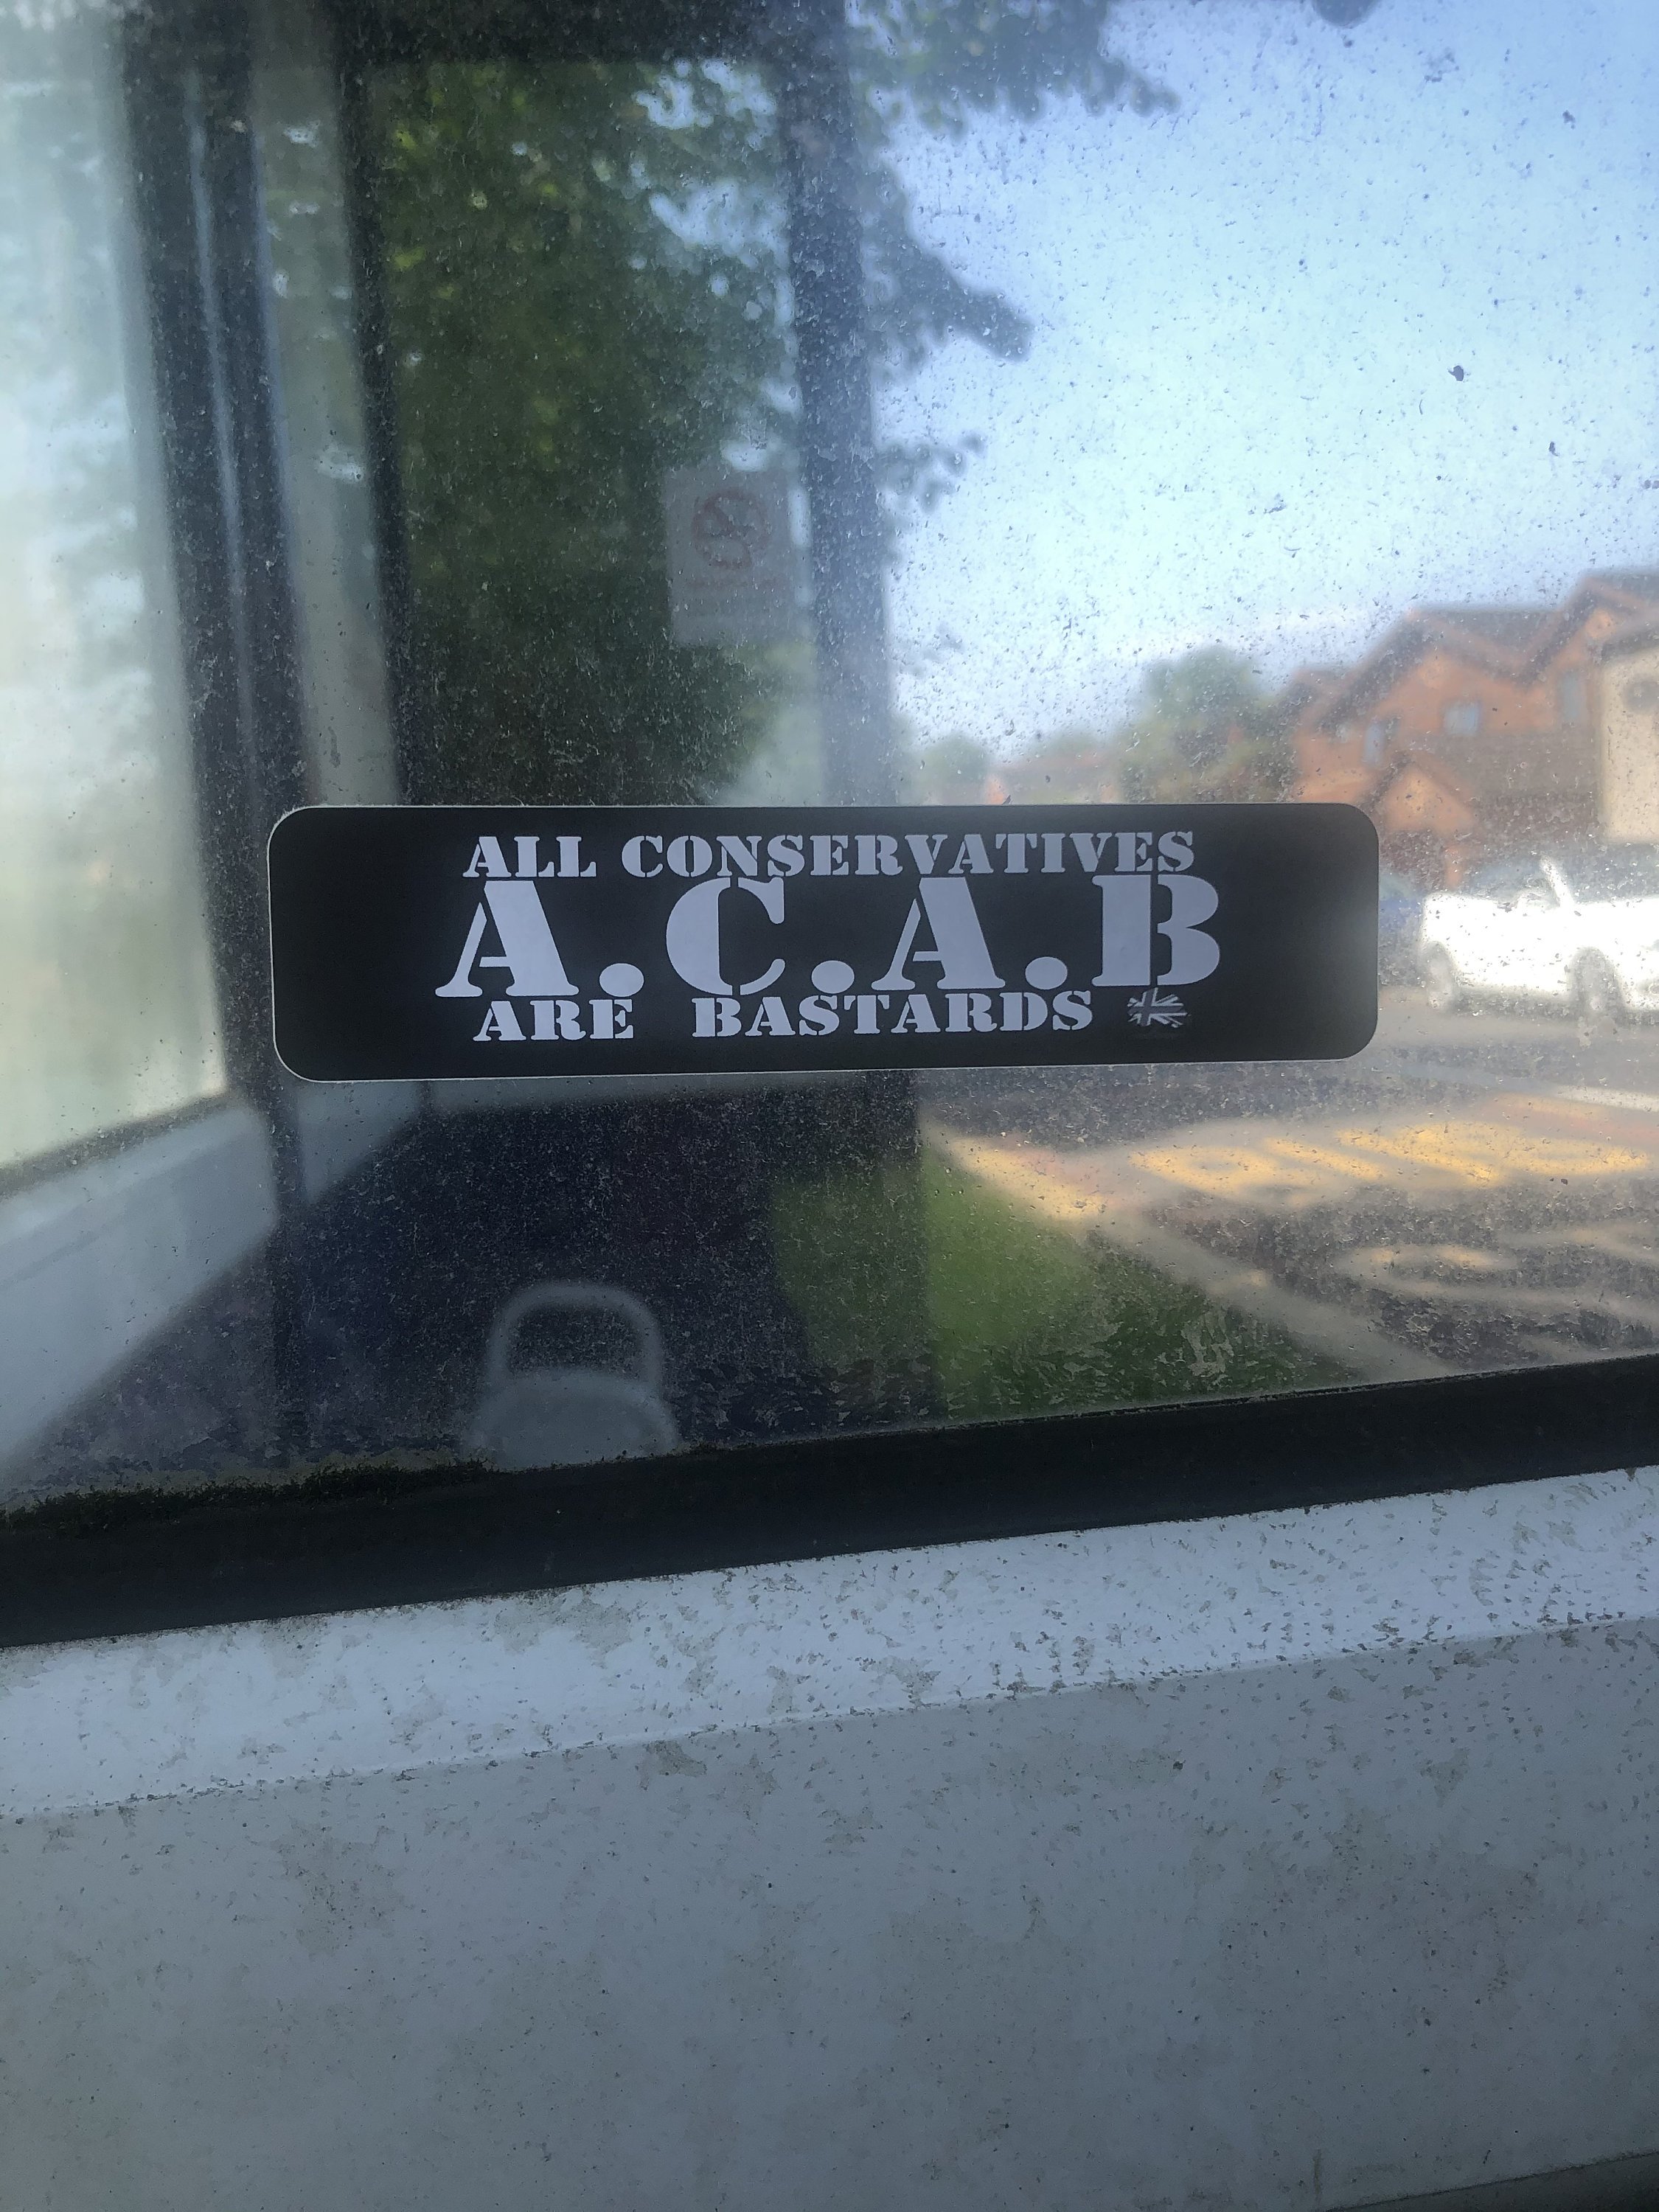 ALL CONSERVATIVES
A.C.A.B
ARE BASTARDS